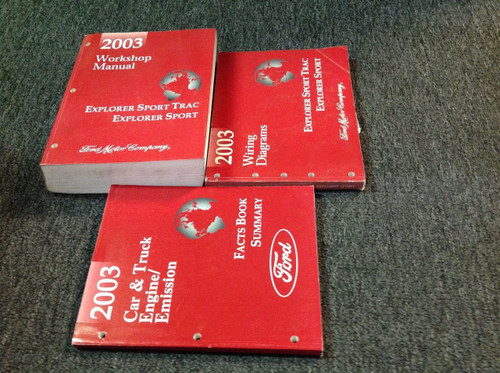 2003
Workshop
Manual
EXPLORER SPORT TRAC
EXPLORER SPORT
Ford Motor Company
2003
Wiring
Diagrams
EXPLORER SPORT TRAC
EXPLORER SPORT
Ford Motor Company
2003
Car & Truck
Engine/
Emission
FACTS BOOK
SUMMARY
Ford